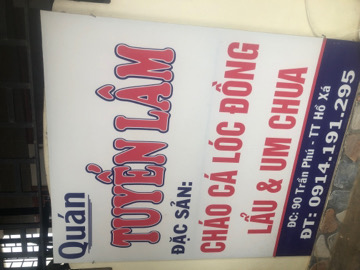 Quán
TUYỀN LÂM
ĐẶC SẢN:
CHÁO CÁ LÓC ĐỒNG
LẨU & UM CHUA
ĐC: 90 Trần Phú - TT Hồ Xá
ĐT: 0914.191.295